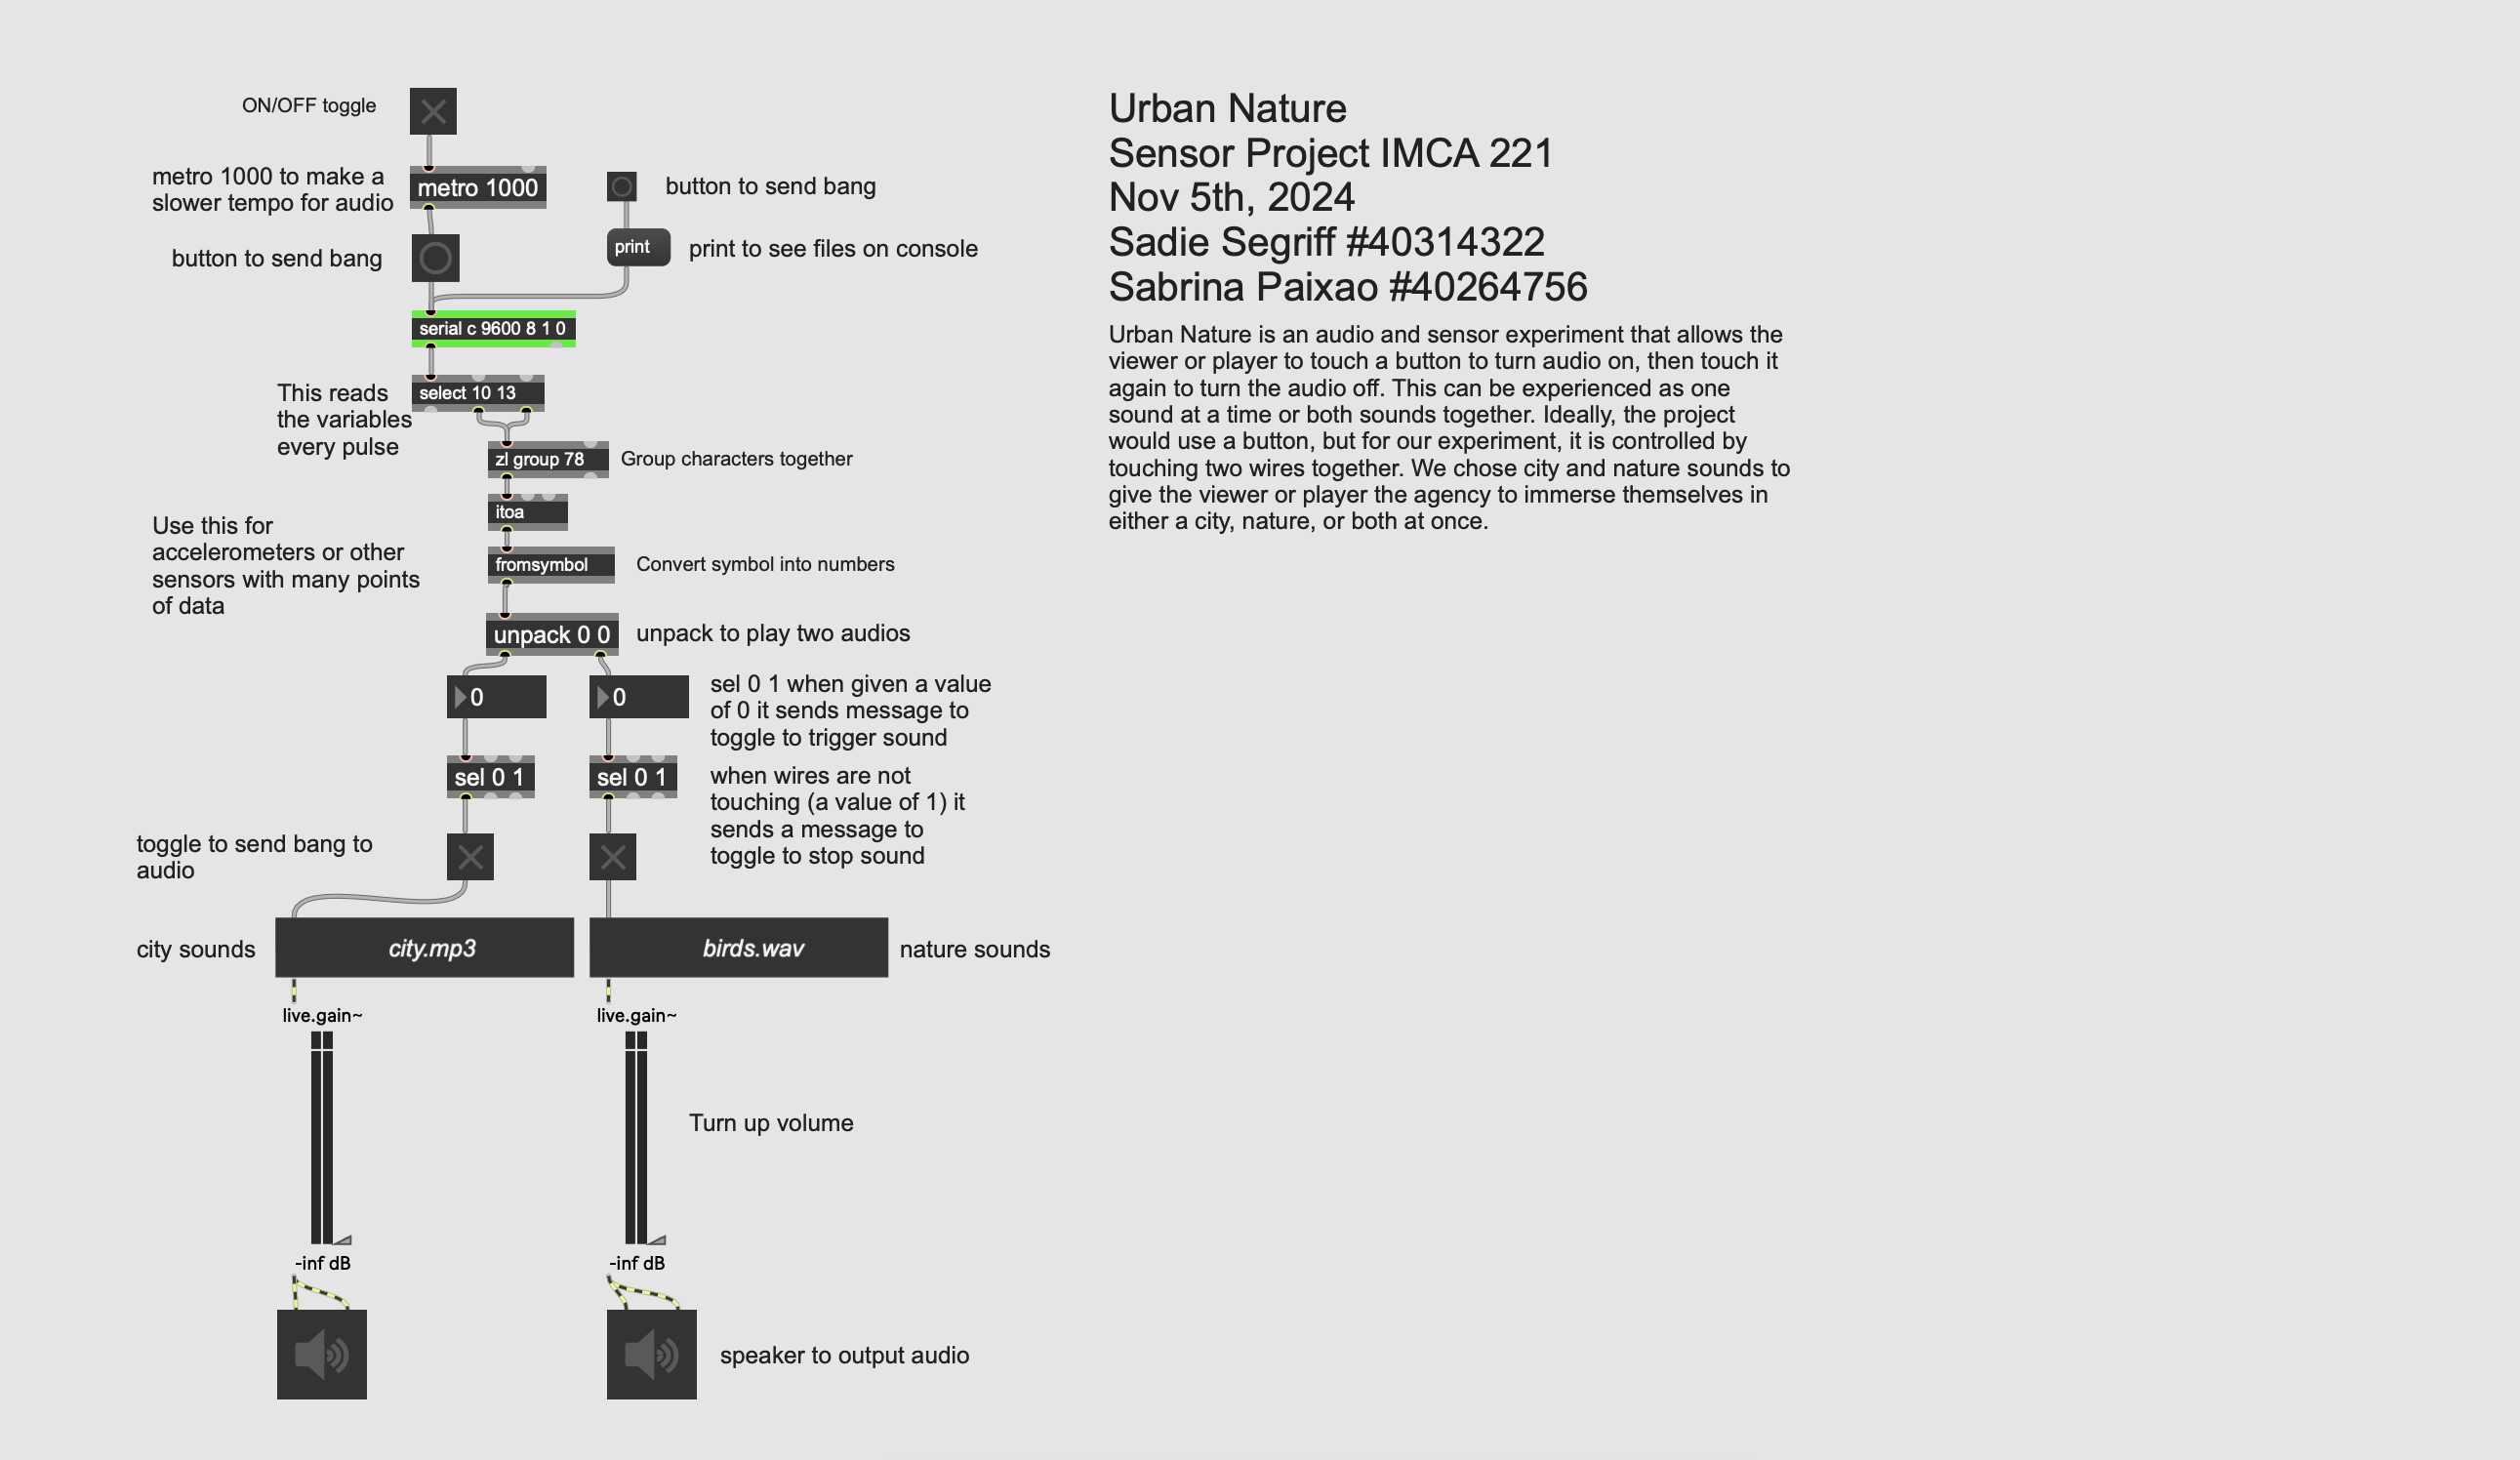 ON/OFF toggle
metro 1000 to make a
slower tempo for audio
metro 1000
button to send bang
button to send bang
print
print to see files on console
serial c 9600 8 1 0
This reads
the variables
every pulse
select 10 13
zl group 78
Group characters together
itoa
Use this for
accelerometers or other
sensors with many points
of data
fromsymbol
Convert symbol into numbers
unpack 0 0
unpack to play two audios
0
0
sel 0 1 when given a value
of 0 it sends message to
toggle to trigger sound
sel 0 1
sel 0 1
when wires are not
touching (a value of 1) it
sends a message to
toggle to stop sound
toggle to send bang to
audio
city sounds
city.mp3
birds.wav
nature sounds
live.gain~
live.gain~
Turn up volume
-inf dB
-inf dB
speaker to output audio
Urban Nature
Sensor Project IMCA 221
Nov 5th, 2024
Sadie Segriff #40314322
Sabrina Paixao #40264756
Urban Nature is an audio and sensor experiment that allows the
viewer or player to touch a button to turn audio on, then touch it
again to turn the audio off. This can be experienced as one
sound at a time or both sounds together. Ideally, the project
would use a button, but for our experiment, it is controlled by
touching two wires together. We chose city and nature sounds to
give the viewer or player the agency to immerse themselves in
either a city, nature, or both at once.